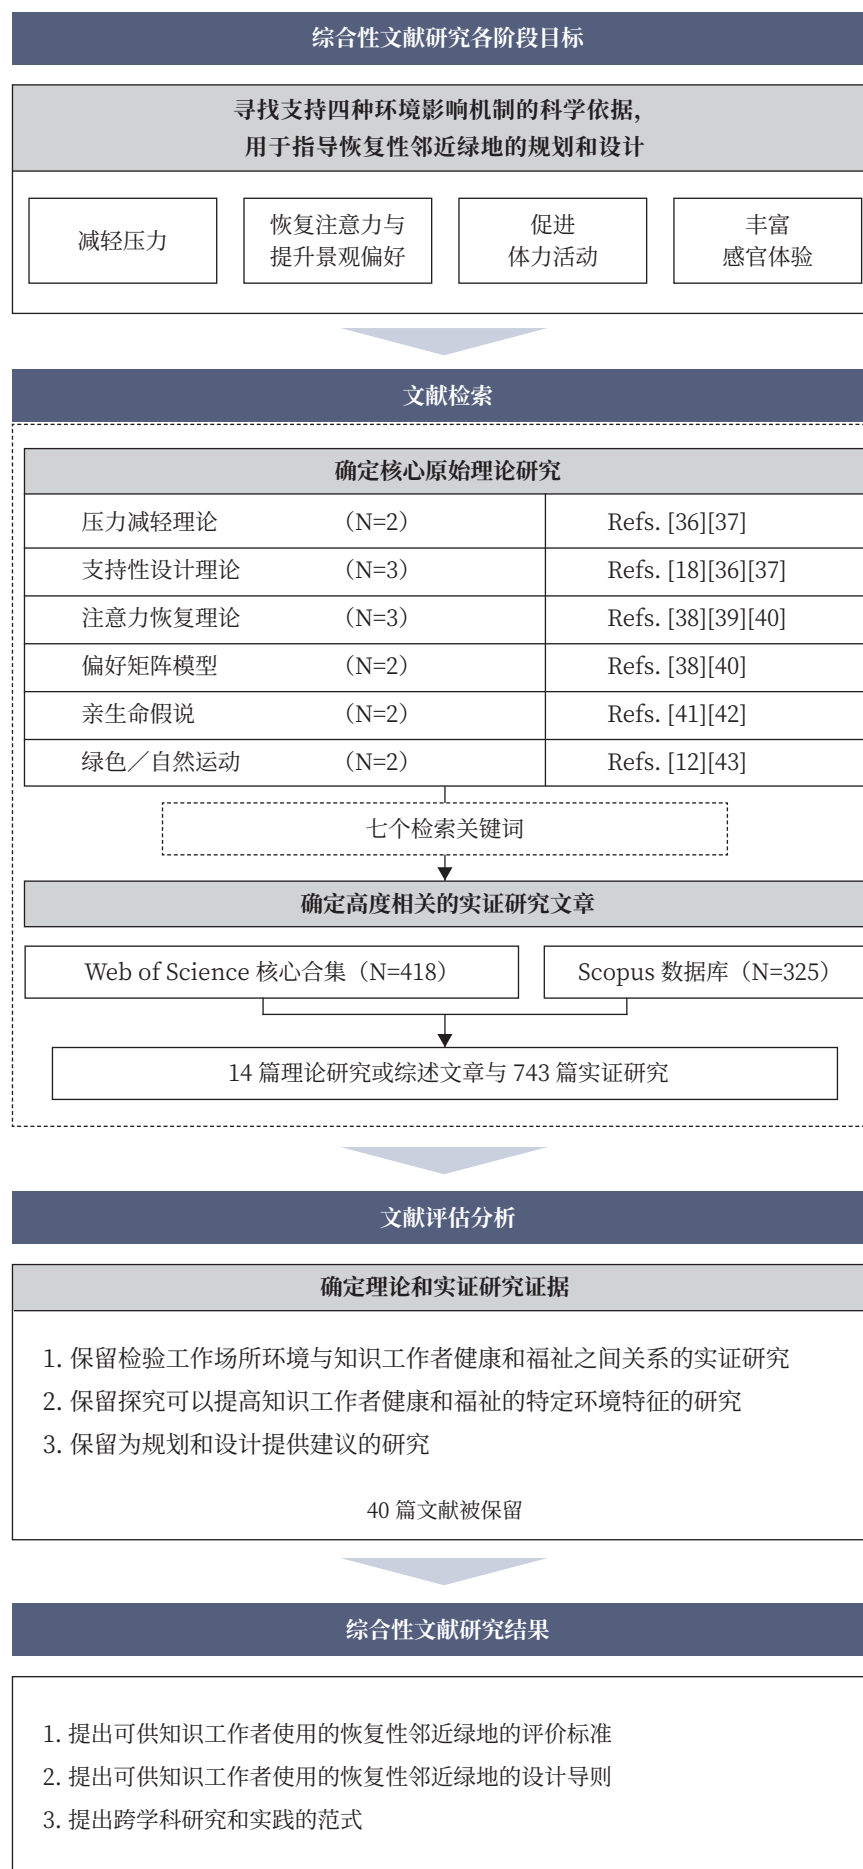 综合性文献研究各阶段目标
寻找支持四种环境影响机制的科学依据，
用于指导恢复性邻近绿地的规划和设计
减轻压力
恢复注意力与
提升景观偏好
促进
体力活动
丰富
感官体验
文献检索
确定核心原始理论研究
压力减轻理论 （N=2） Refs. [36][37]
支持性设计理论 （N=3） Refs. [18][36][37]
注意力恢复理论 （N=3） Refs. [38][39][40]
偏好矩阵模型 （N=2） Refs. [38][40]
亲生命假说 （N=2） Refs. [41][42]
绿色／自然运动 （N=2） Refs. [12][43]
七个检索关键词
确定高度相关的实证研究文章
Web of Science 核心合集（N=418）
Scopus 数据库（N=325）
14 篇理论研究或综述文章与 743 篇实证研究
文献评估分析
确定理论和实证研究证据
1. 保留检验工作场所环境与知识工作者健康和福祉之间关系的实证研究
2. 保留探究可以提高知识工作者健康和福祉的特定环境特征的研究
3. 保留为规划和设计提供建议的研究
40 篇文献被保留
综合性文献研究结果
1. 提出可供知识工作者使用的恢复性邻近绿地的评价标准
2. 提出可供知识工作者使用的恢复性邻近绿地的设计导则
3. 提出跨学科研究和实践的范式